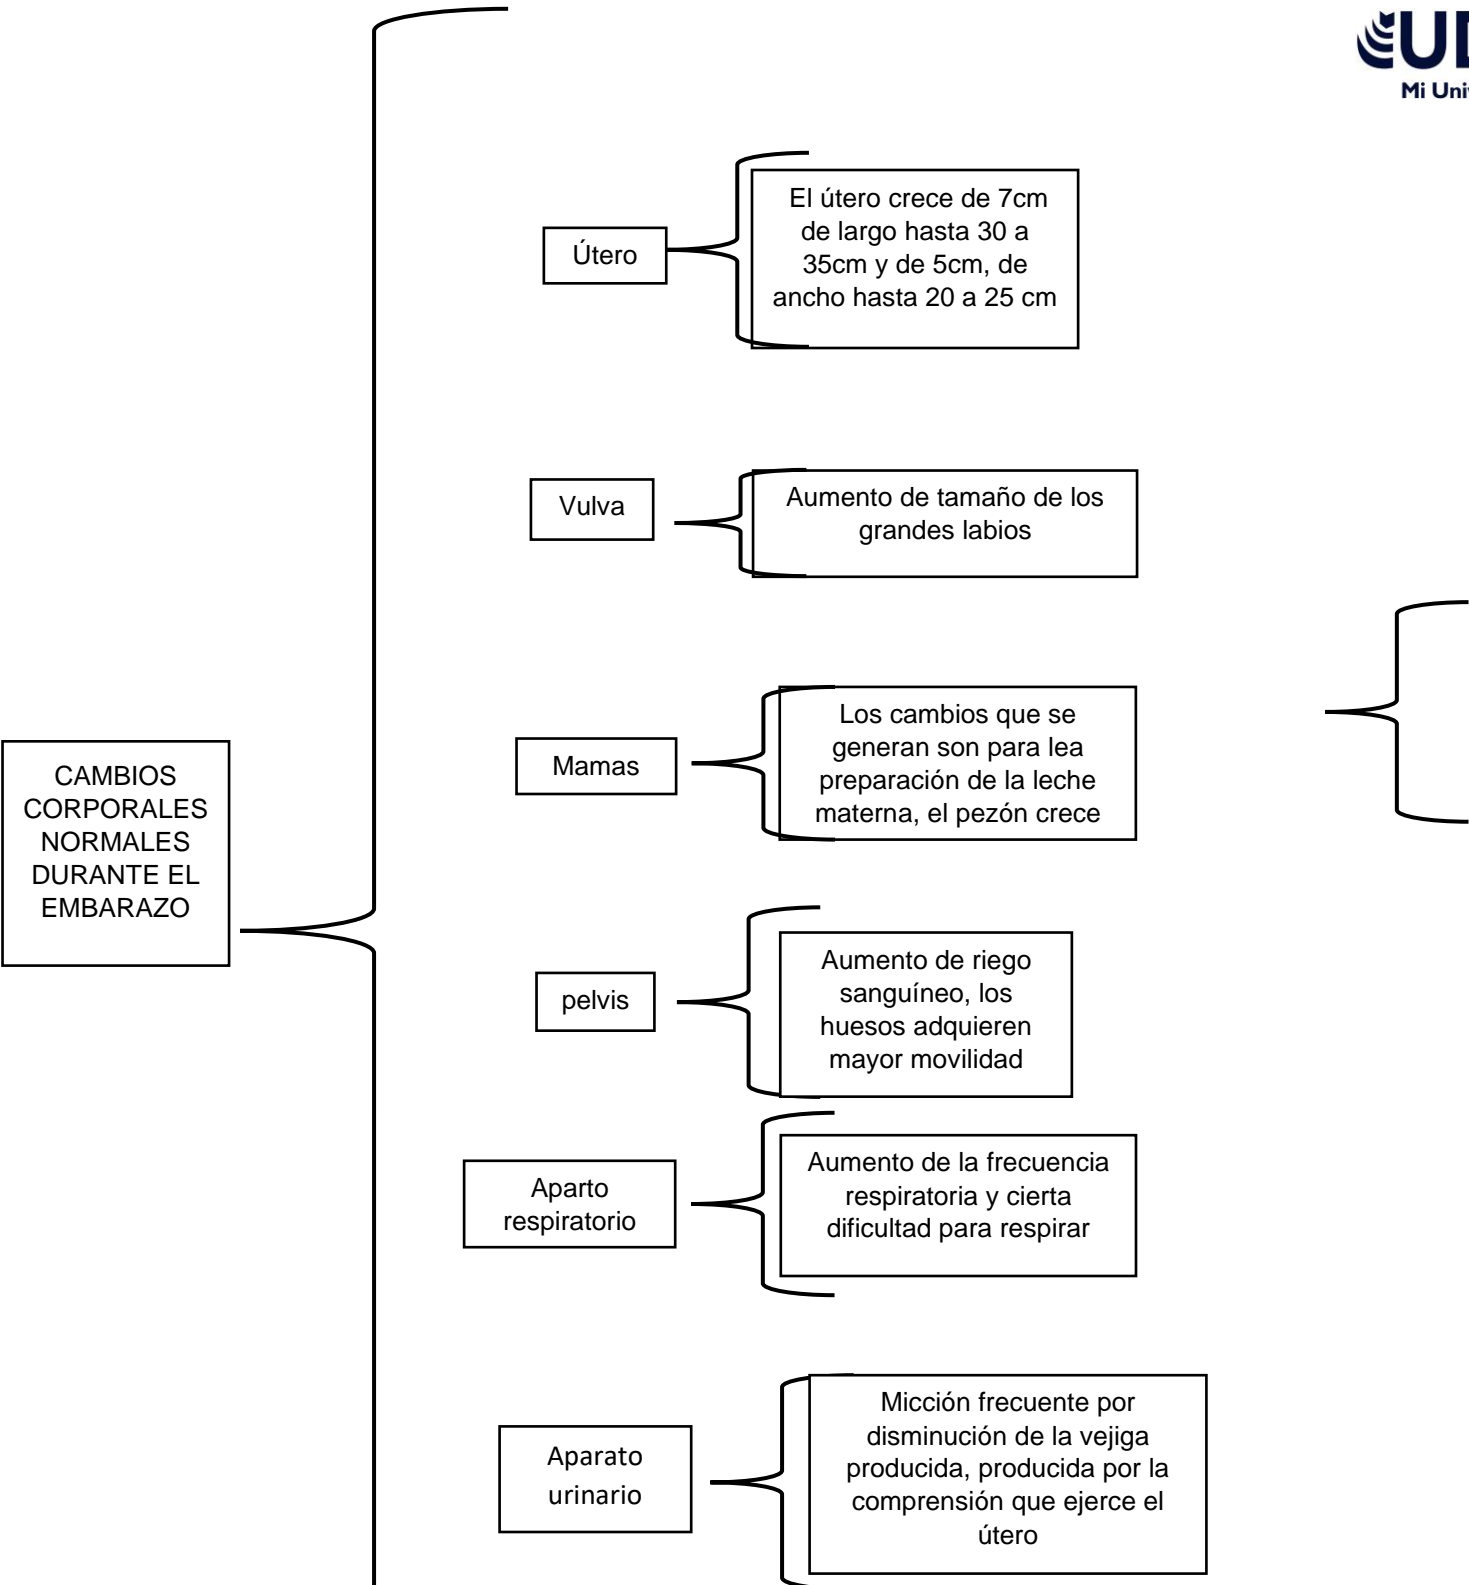 Mi Uni
Útero
El útero crece de 7cm
de largo hasta 30 a
35cm y de 5cm, de
ancho hasta 20 a 25 cm
Vulva
Aumento de tamaño de los
grandes labios
Mamas
Los cambios que se
generan son para lea
preparación de la leche
materna, el pezón crece
CAMBIOS
CORPORALES
NORMALES
DURANTE EL
EMBARAZO
pelvis
Aumento de riego
sanguíneo, los
huesos adquieren
mayor movilidad
Aparto
respiratorio
Aumento de la frecuencia
respiratoria y cierta
dificultad para respirar
Aparato
urinario
Micción frecuente por
disminución de la vejiga
producida, producida por la
comprensión que ejerce el
útero